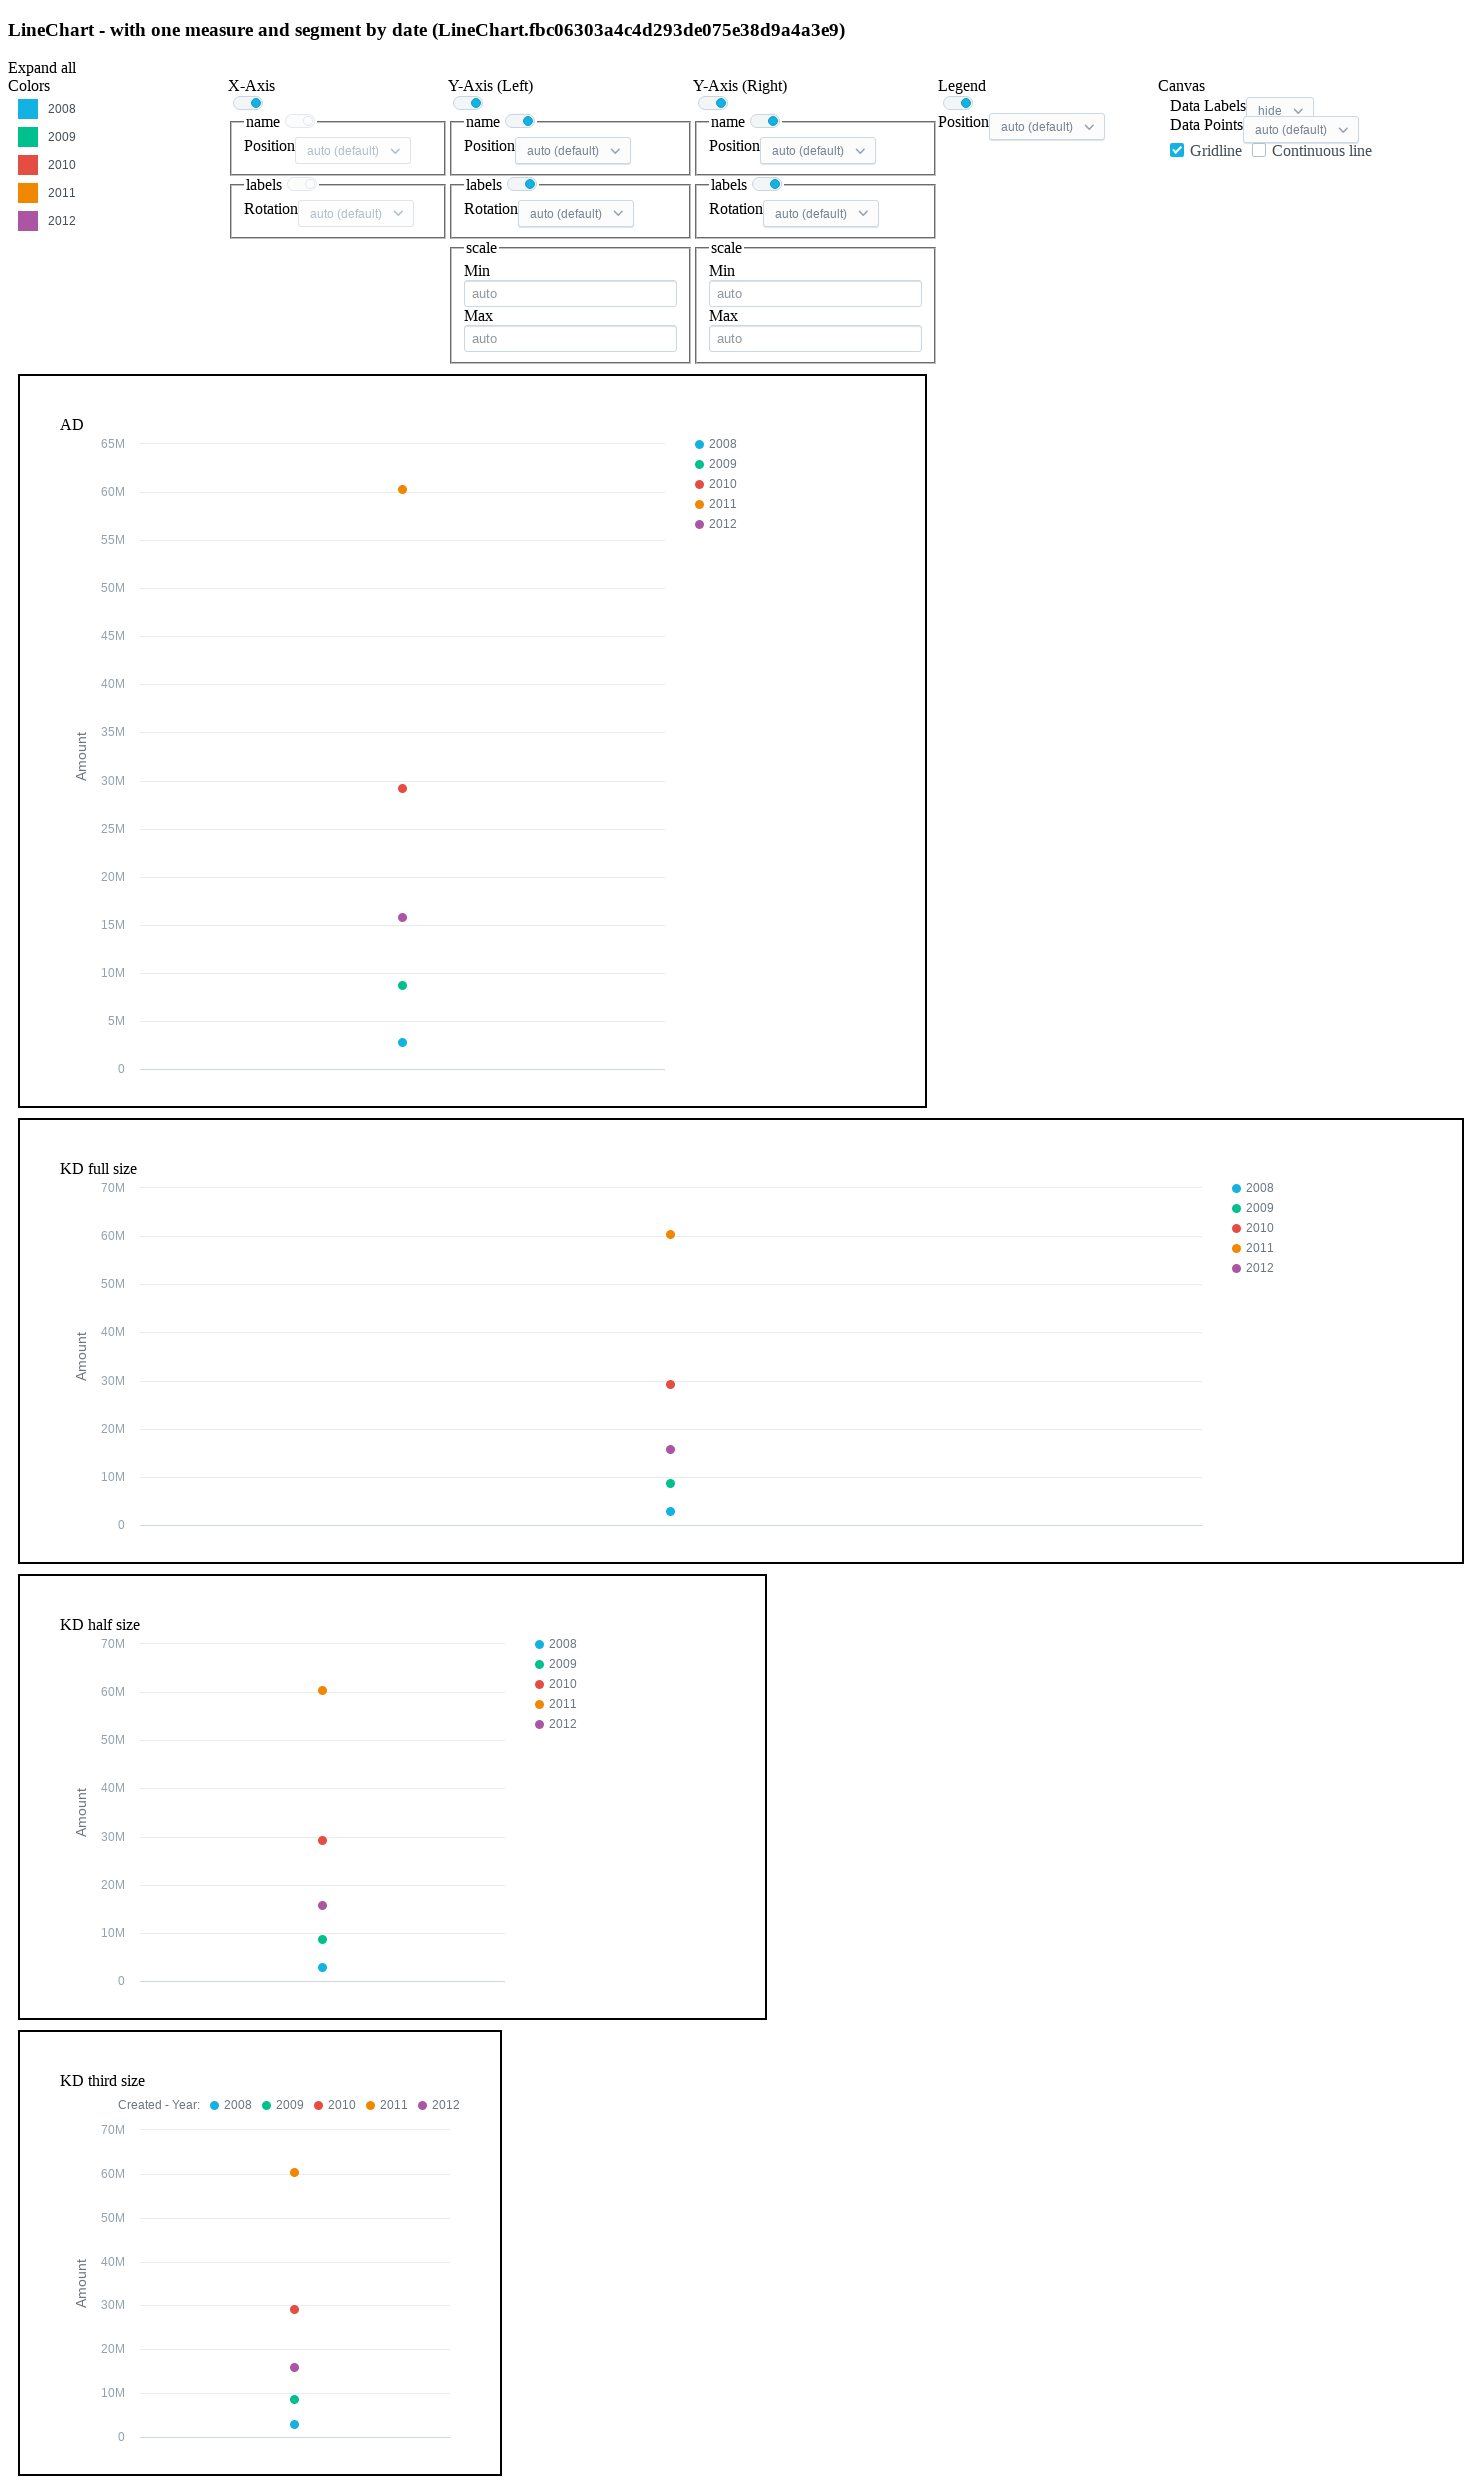 LineChart - with one measure and segment by date (LineChart.fbc06303a4c4d293de075e38d9a4a3e9)
Expand all
Colors
2008
2009
2010
2011
2012
X-Axis
name
Position auto (default)
labels
Rotation auto (default)
Y-Axis (Left)
name
Position auto (default)
labels
Rotation auto (default)
scale
Min
auto
Max
auto
Y-Axis (Right)
name
Position auto (default)
labels
Rotation auto (default)
scale
Min
auto
Max
auto
Legend
Position auto (default)
Canvas
Data Labels hide
Data Points auto (default)
Gridline Continuous line
AD
65M
60M
55M
50M
45M
40M
35M
30M
25M
20M
15M
10M
5M
0
Amount
2008
2009
2010
2011
2012
KD full size
70M
60M
50M
40M
30M
20M
10M
0
Amount
2008
2009
2010
2011
2012
KD half size
70M
60M
50M
40M
30M
20M
10M
0
Amount
2008
2009
2010
2011
2012
KD third size
Created - Year: 2008 2009 2010 2011 2012
70M
60M
50M
40M
30M
20M
10M
0
Amount